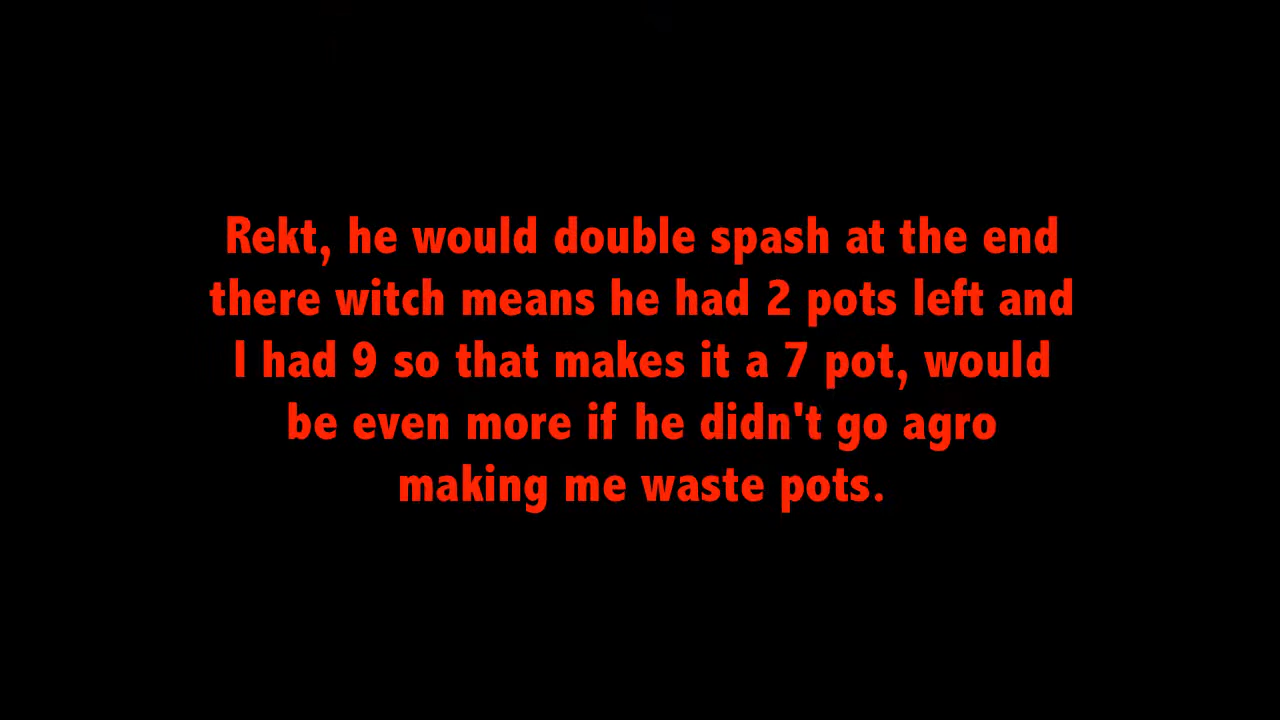 Rekt, he would double spash at the end
there witch means he had 2 pots left and
I had 9 so that makes it a 7 pot, would
be even more if he didn't go agro
making me waste pots.